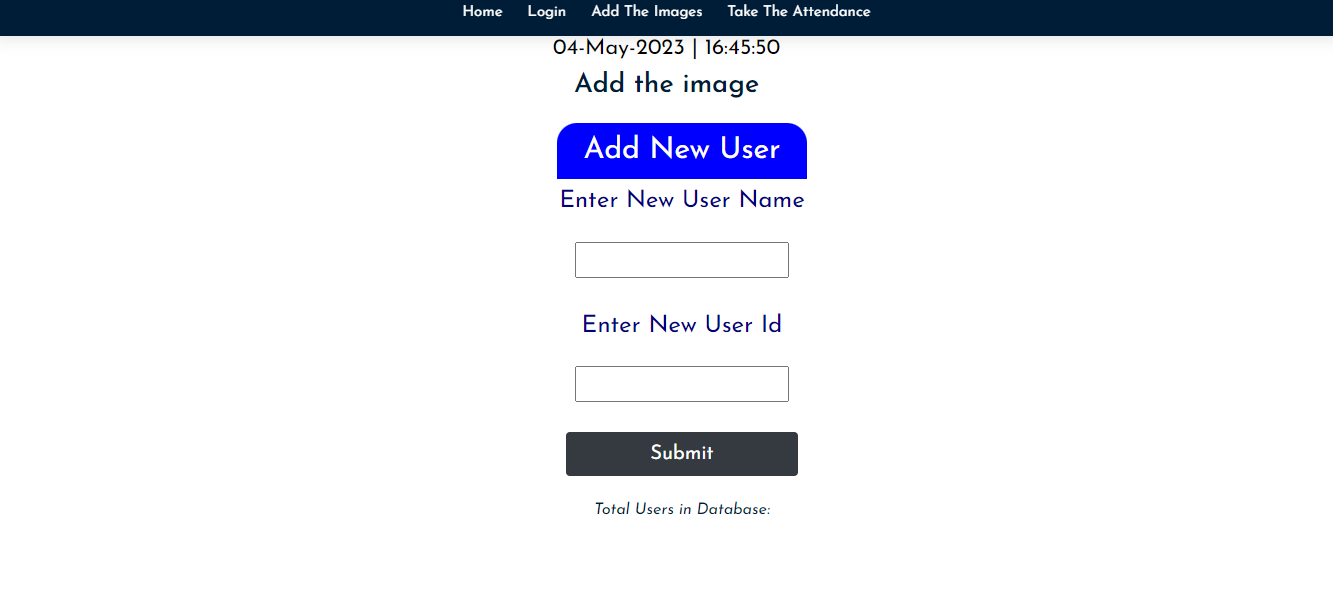 Home Login Add The Images Take The Attendance
04-May-2023 | 16:45:50
Add the image
Add New User
Enter New User Name
Enter New User Id
Submit
Total Users in Database: